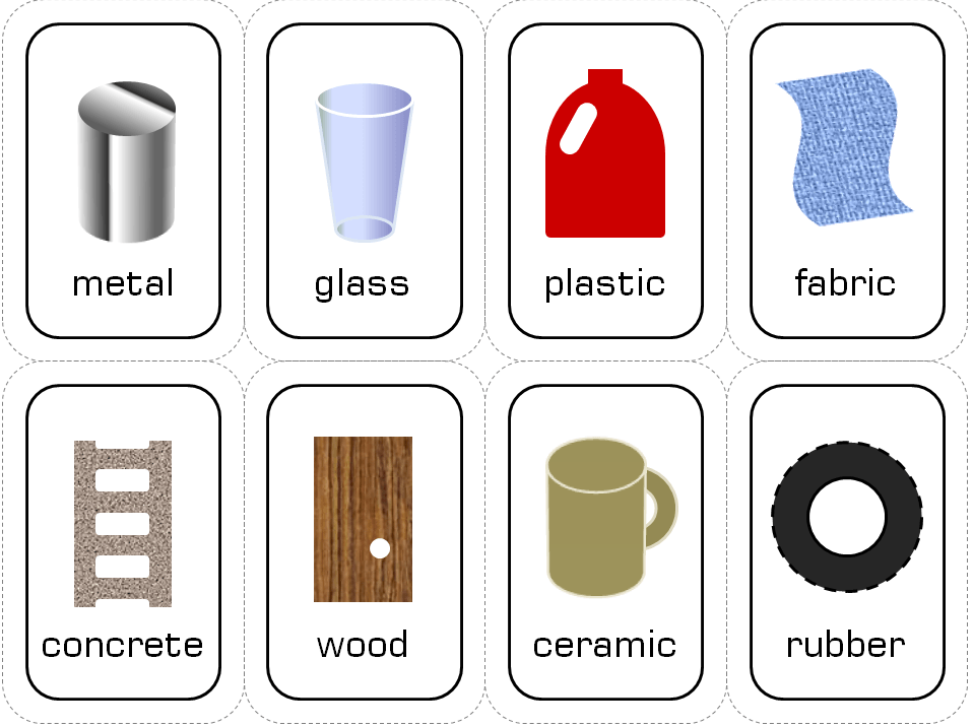 metal
glass
plastic
fabric
concrete
wood
ceramic
rubber